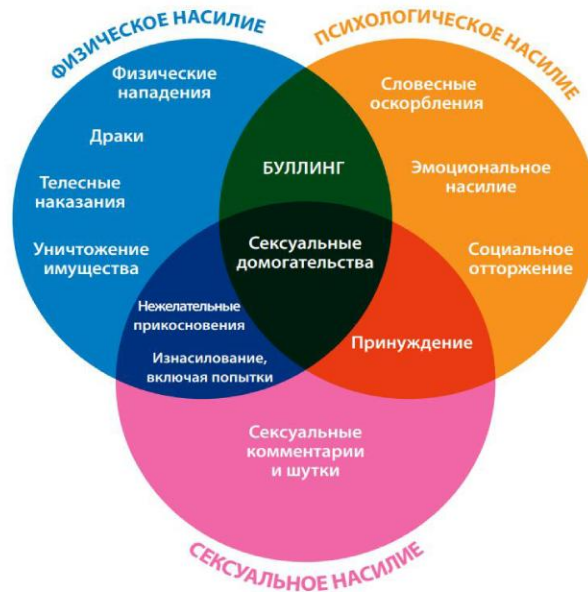 ФИЗИЧЕСКОЕ НАСИЛИЕ
ПСИХОЛОГИЧЕСКОЕ НАСИЛИЕ
Физические
нападения
Драки
Телесные
наказания
Уничтожение
имущества
БУЛЛИНГ
Словесные
оскорбления
Эмоциональное
насилие
Социальное
отторжение
Сексуальные
домогательства
Нежелательные
прикосновения
Изнасилование,
включая попытки
Принуждение
Сексуальные
комментарии
и шутки
СЕКСУАЛЬНОЕ НАСИЛИЕ